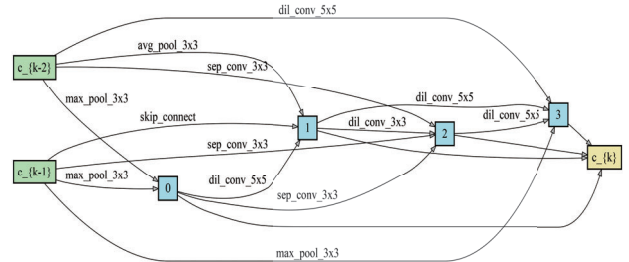 dil_conv_5x5
avg_pool_3x3
c_{k-2}
sep_conv_3x3
max_pool_3x3
dil_conv_5x5
3
skip_connect
1
dil_conv_3x3
dil_conv_5x5
2
sep_conv_3x3
c_{k}
c_{k-1}
max_pool_3x3
dil_conv_5x5
0
sep_conv_3x3
max_pool_3x3